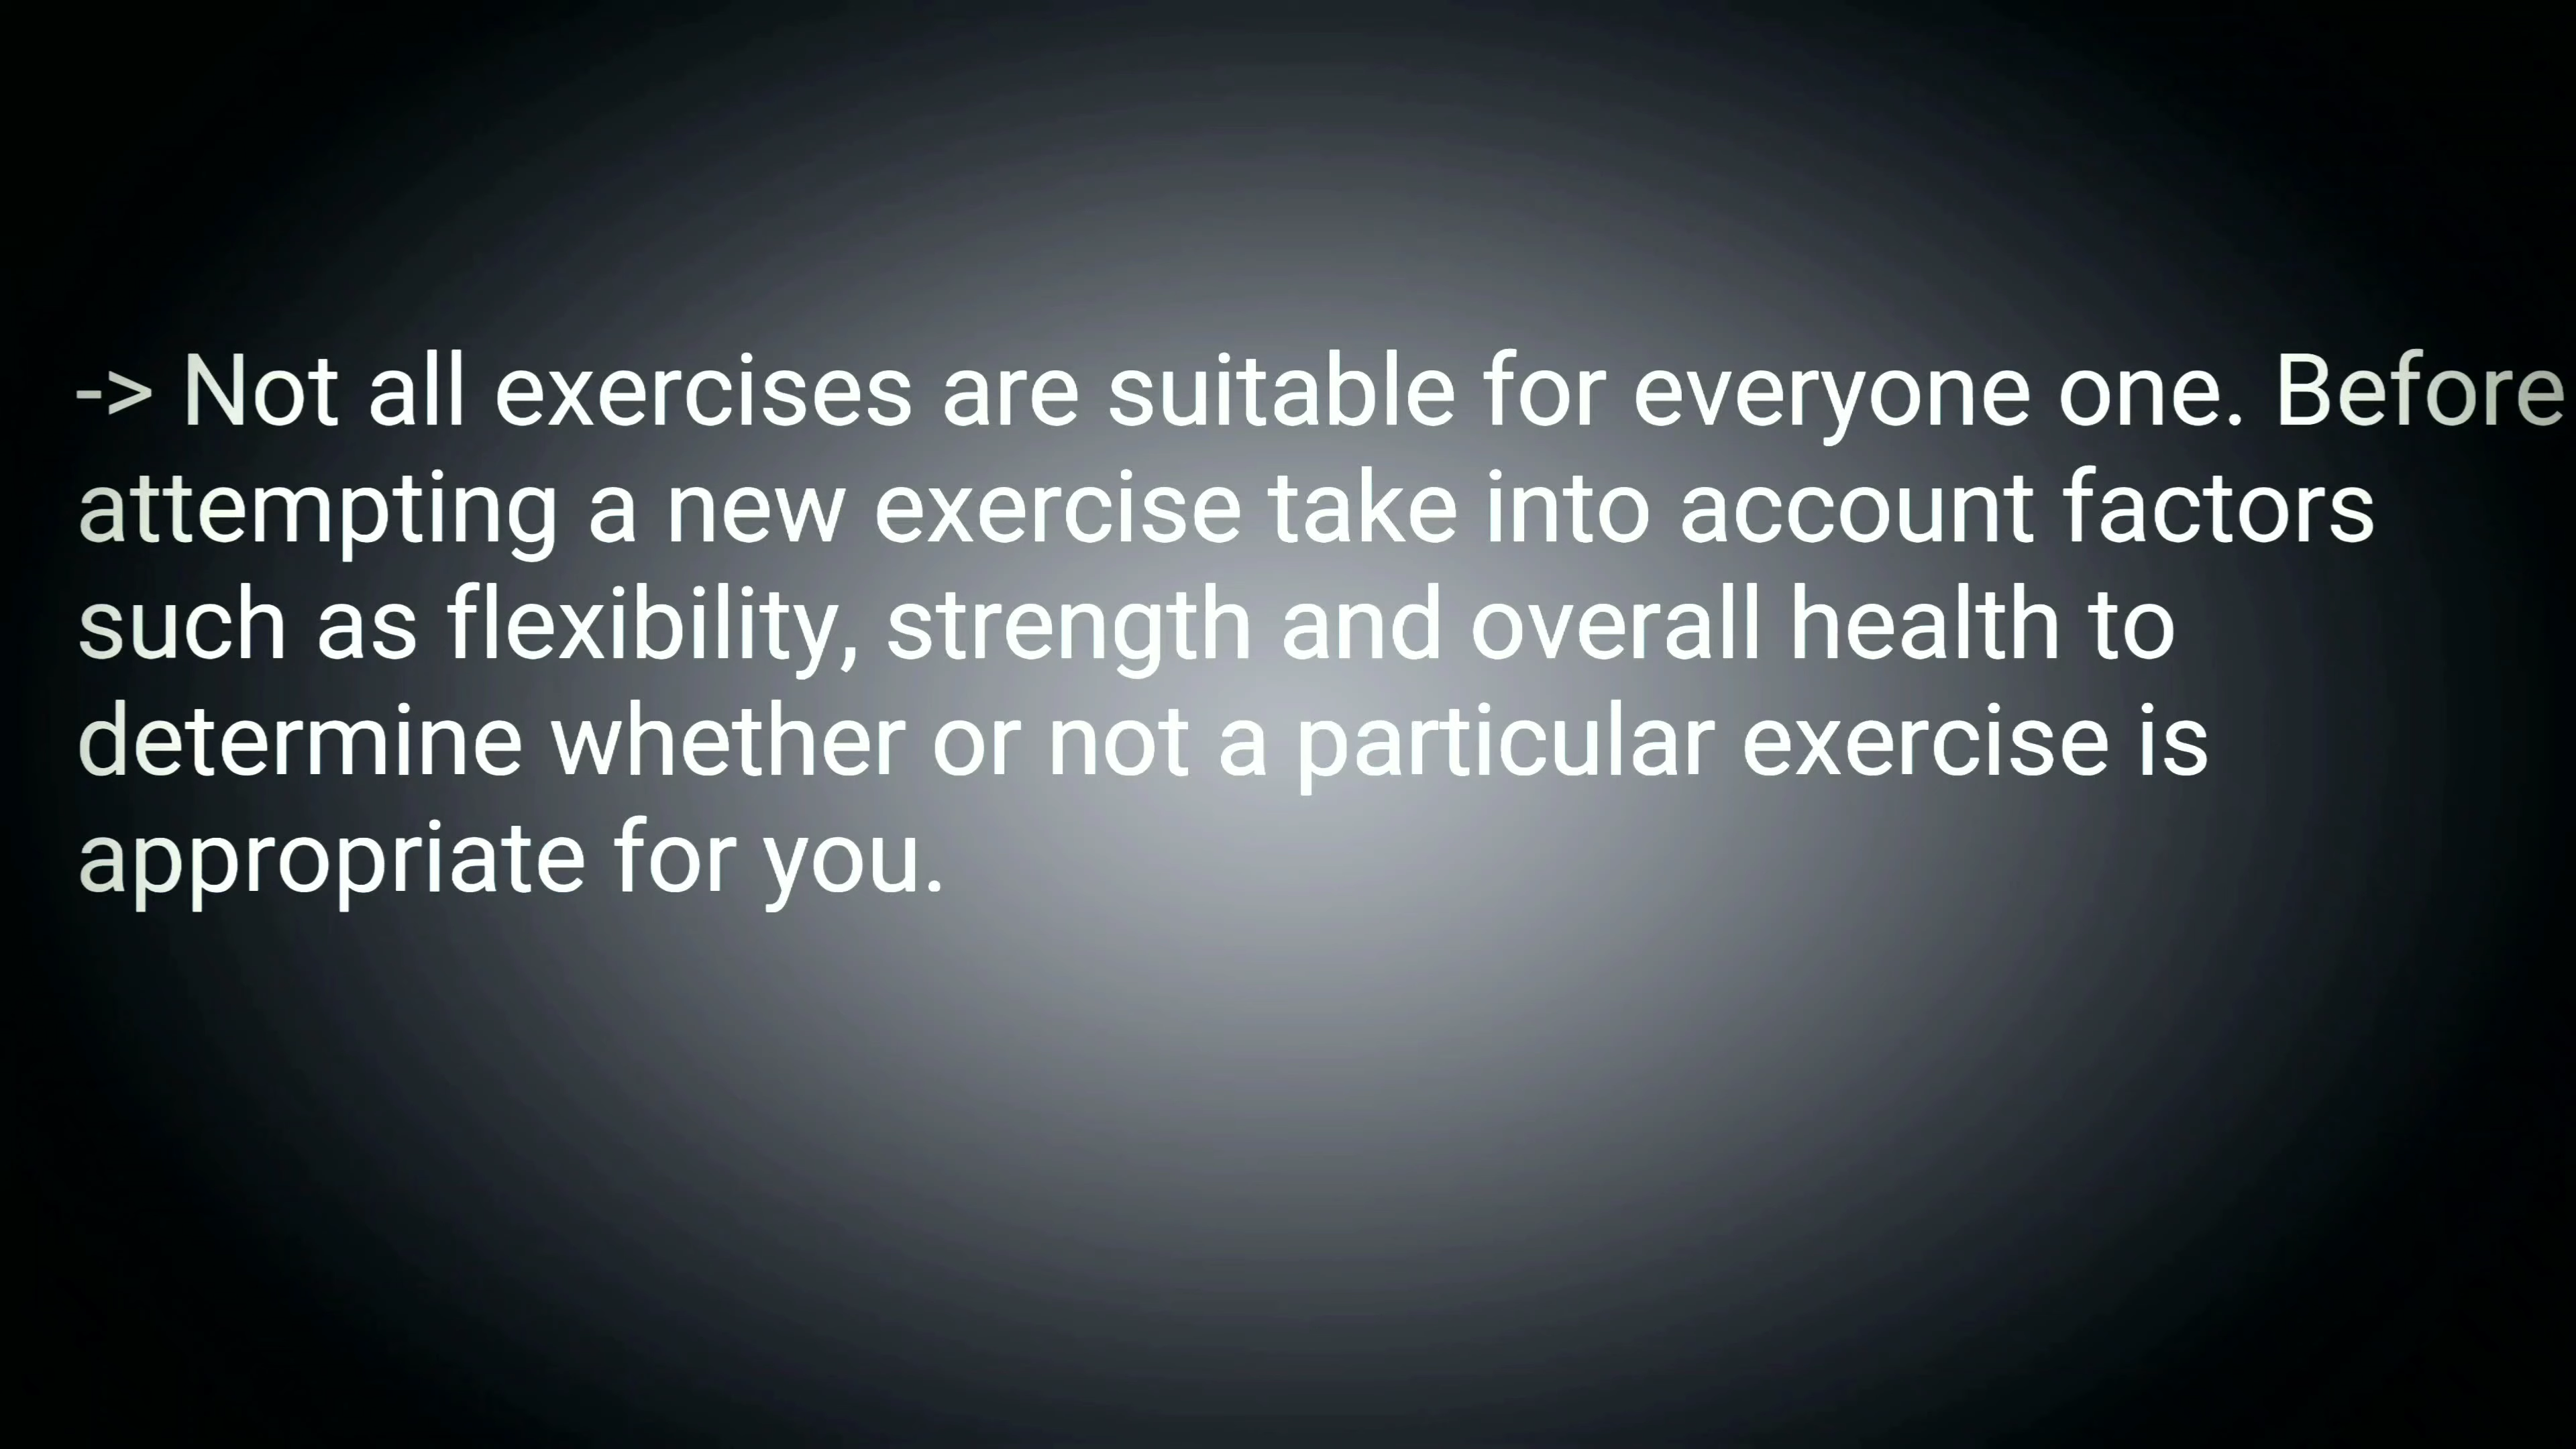 -> Not all exercises are suitable for everyone one. Before
attempting a new exercise take into account factors
such as flexibility, strength and overall health to
determine whether or not a particular exercise is
appropriate for you.